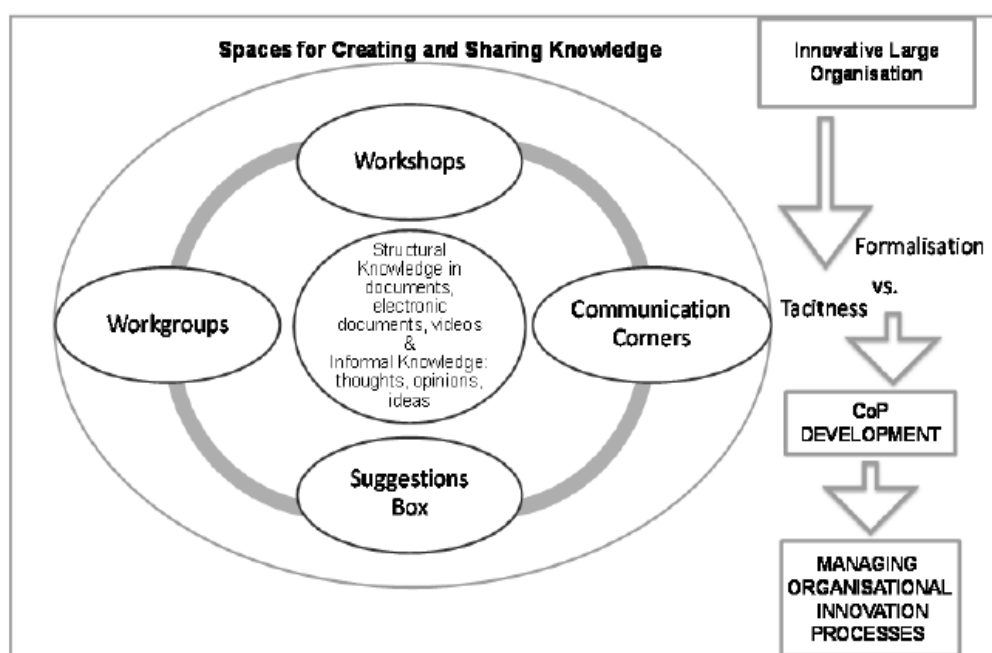 Spaces for Creating and Sharing Knowledge
Workshops
Workgroups
Structural
Knowledge in
documents,
electronic
documents, videos
&
Informal Knowledge:
thoughts, opinions,
ideas
Communication
Corners
Suggestions
Box
Innovative Large
Organisation
Formalisation
vs.
Tacitness
CoP
DEVELOPMENT
MANAGING
ORGANISATIONAL
INNOVATION
PROCESSES